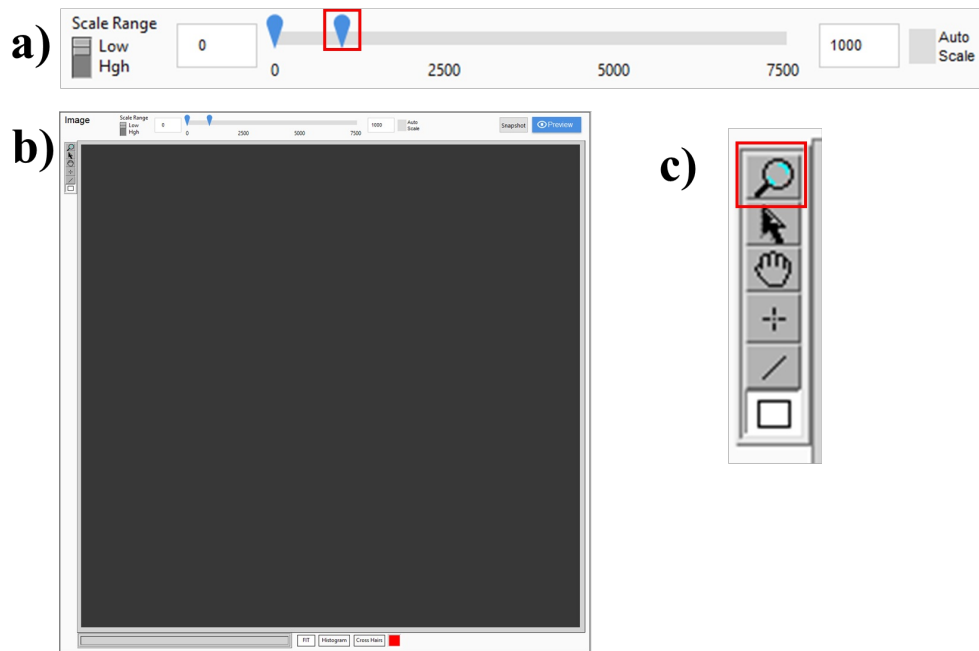 a)
Scale Range
Low
Hgh
0
0 2500 5000 7500
1000
Auto
Scale
b)
Image
Scale Range
Low
High
0
0 2500 5000 7500
1000
Auto
Scale
Snapshot
Preview
FIT
Histogram
Cross Hairs
c)